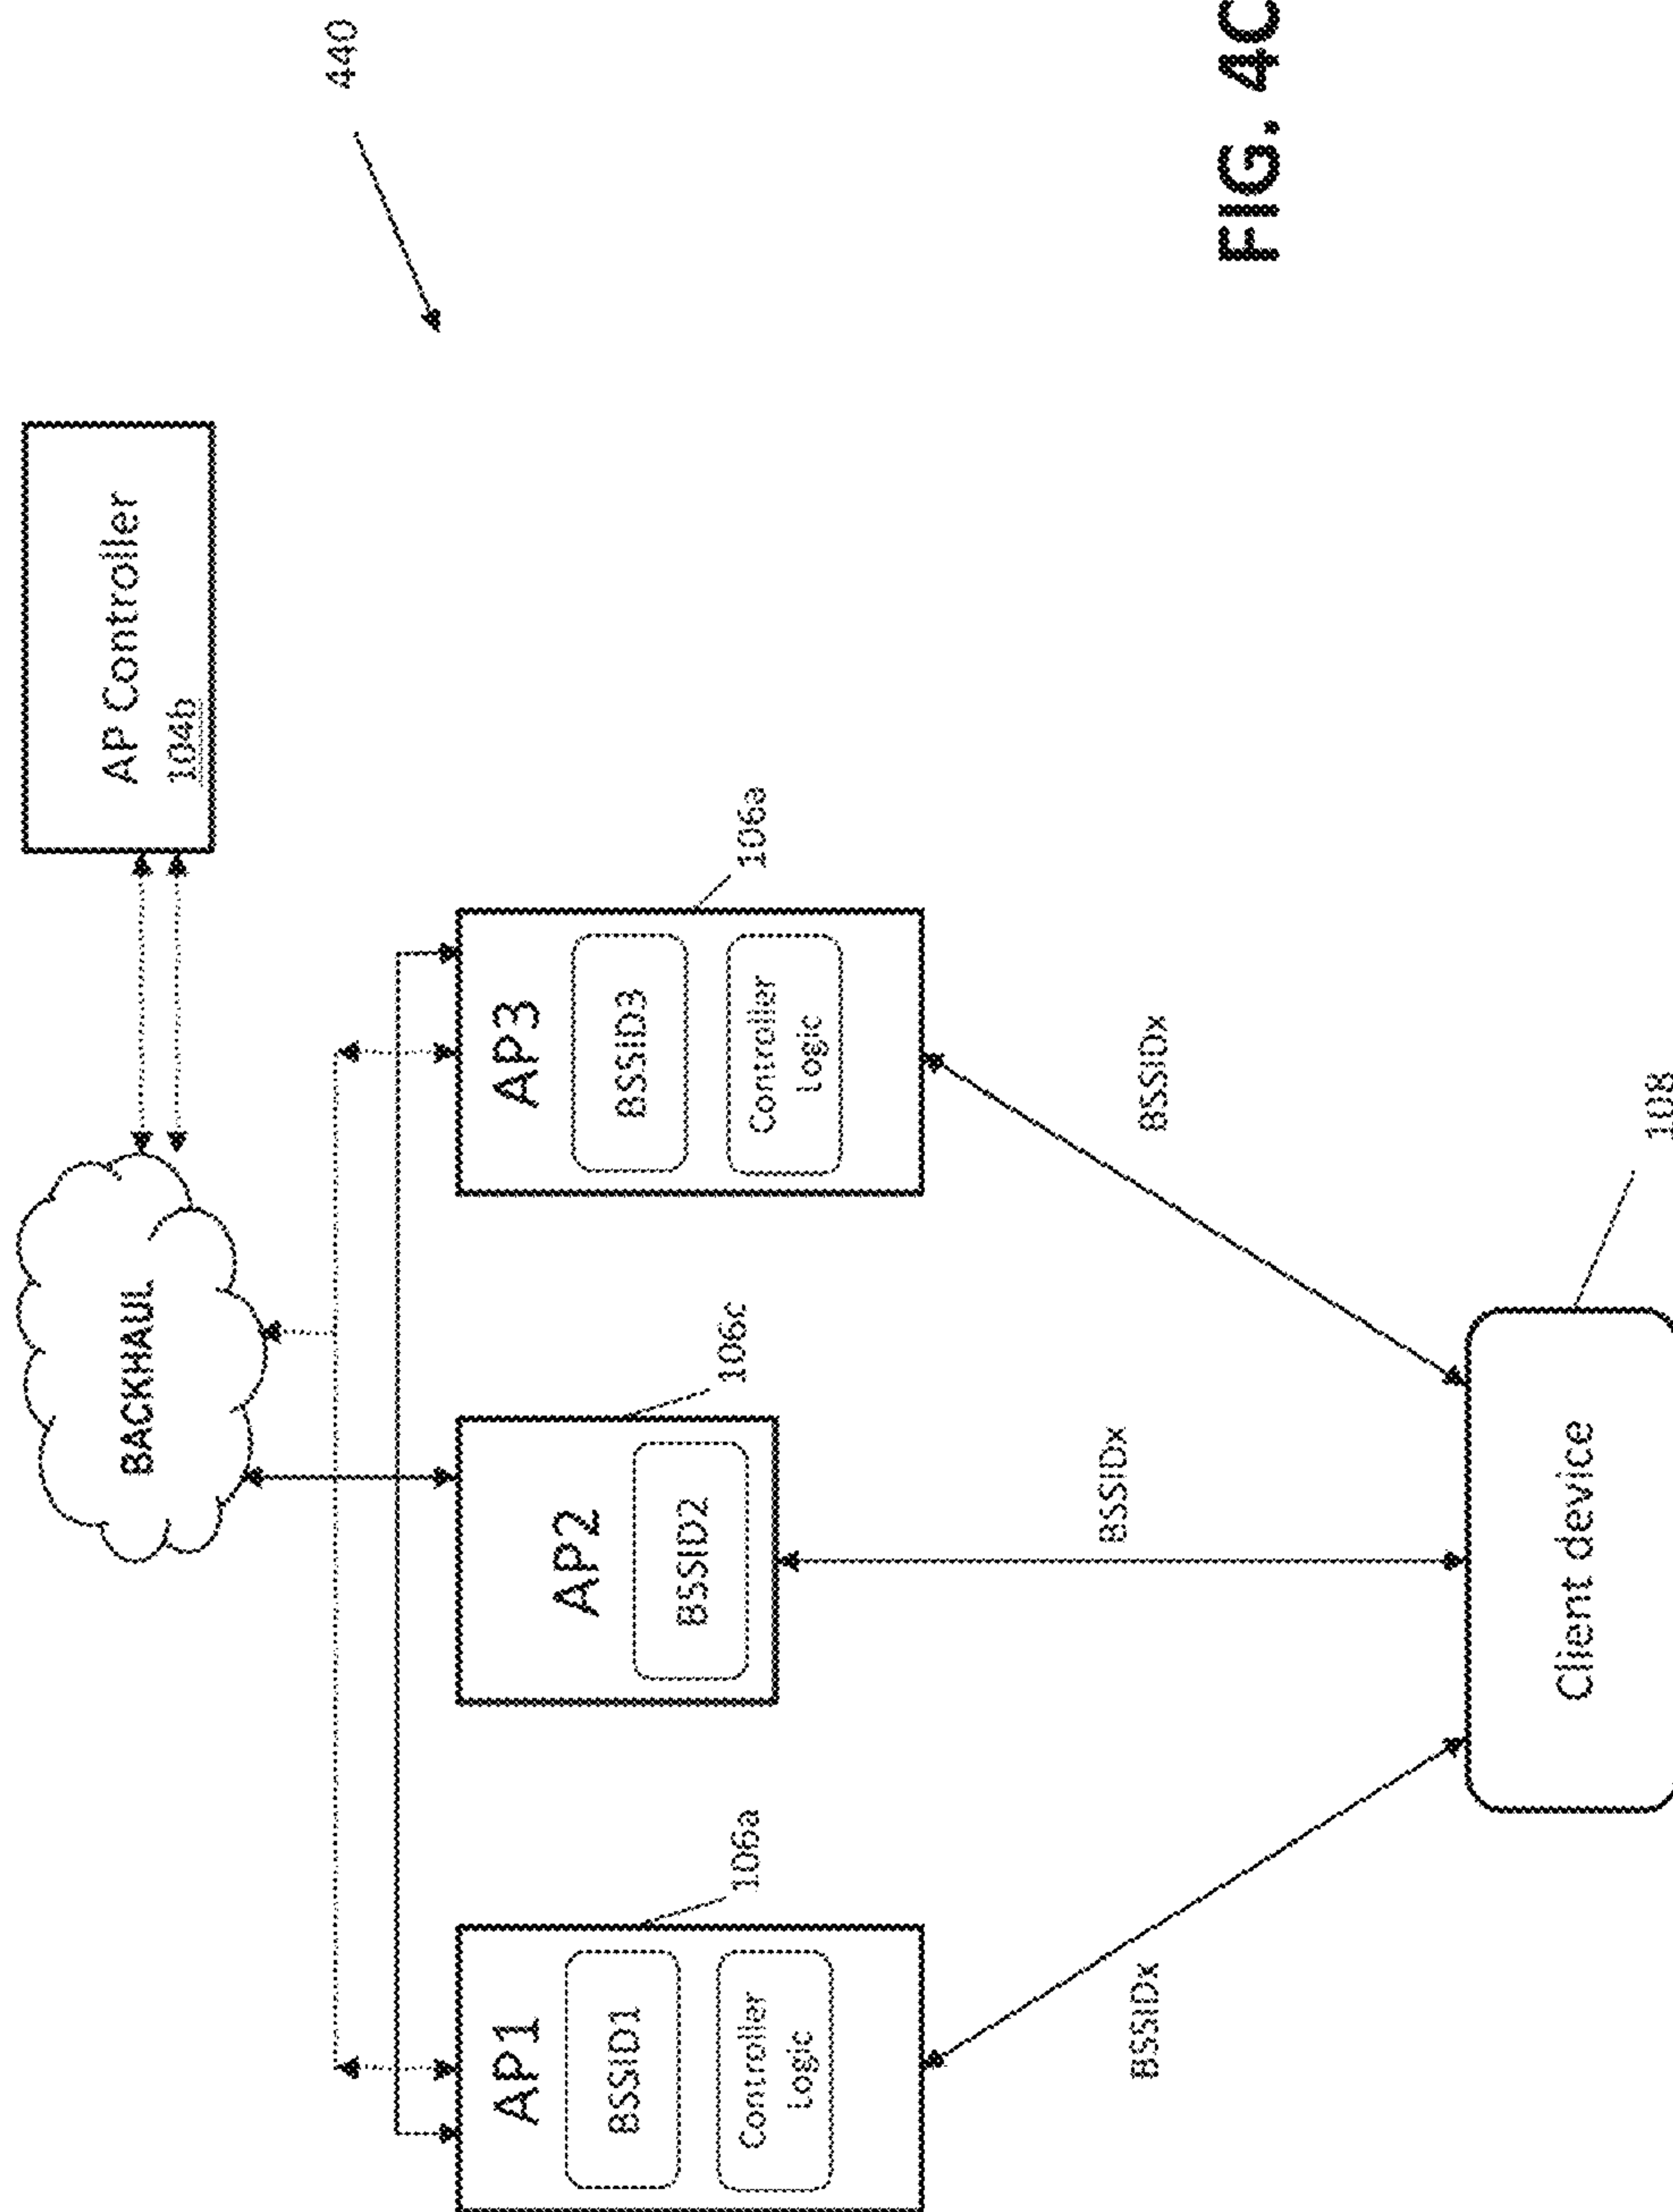 440
AP Controller
104b
BACKHAUL
AP1
BSSID1
Controller
Logic
106a
AP2
BSSID2
106c
AP3
BSSID3
Controller
Logic
106a
BSSIDx
BSSIDx
BSSIDx
Client device
108
FIG. 4C